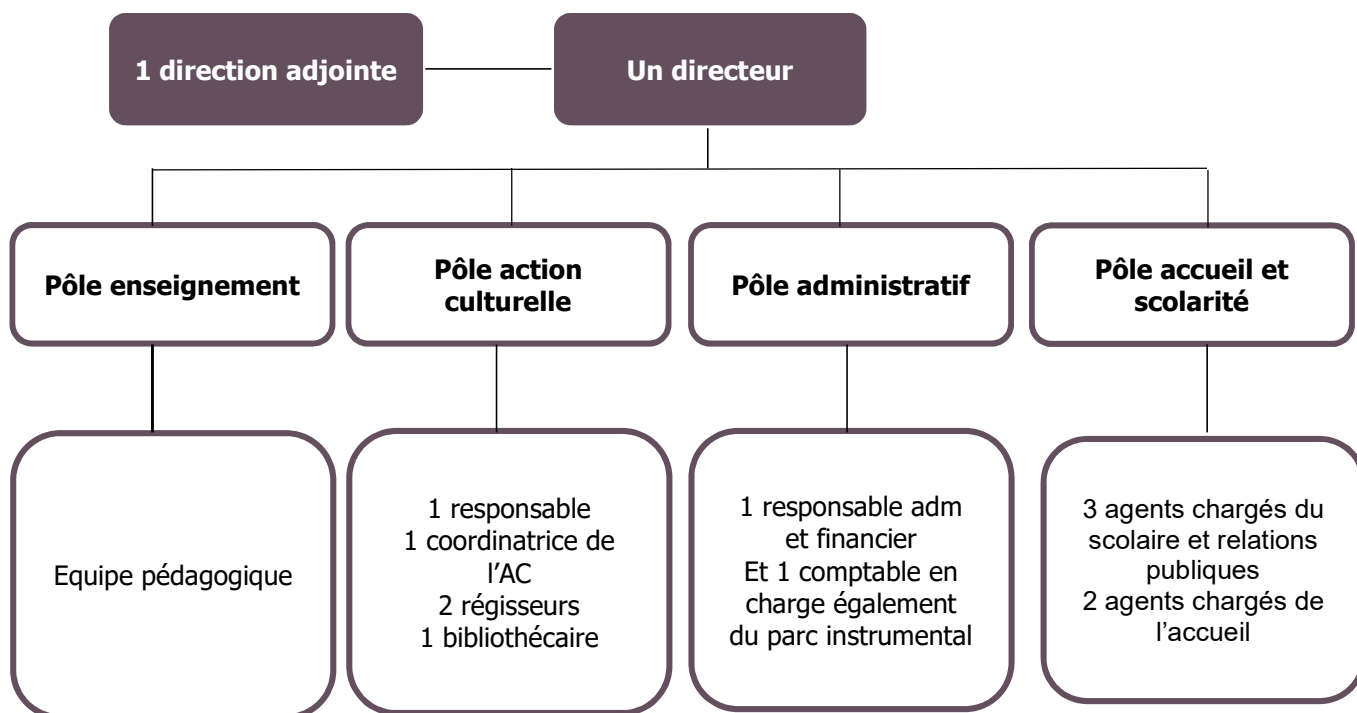 1 direction adjointe
Un directeur
Pôle enseignement
Pôle action
culturelle
Pôle administratif
Pôle accueil et
scolarité
Equipe pédagogique
1 responsable
1 coordinatrice de
l’AC
2 régisseurs
1 bibliothécaire
1 responsable adm
et financier
Et 1 comptable en
charge également
du parc instrumental
3 agents chargés du
scolaire et relations
publiques
2 agents chargés de
l’accueil